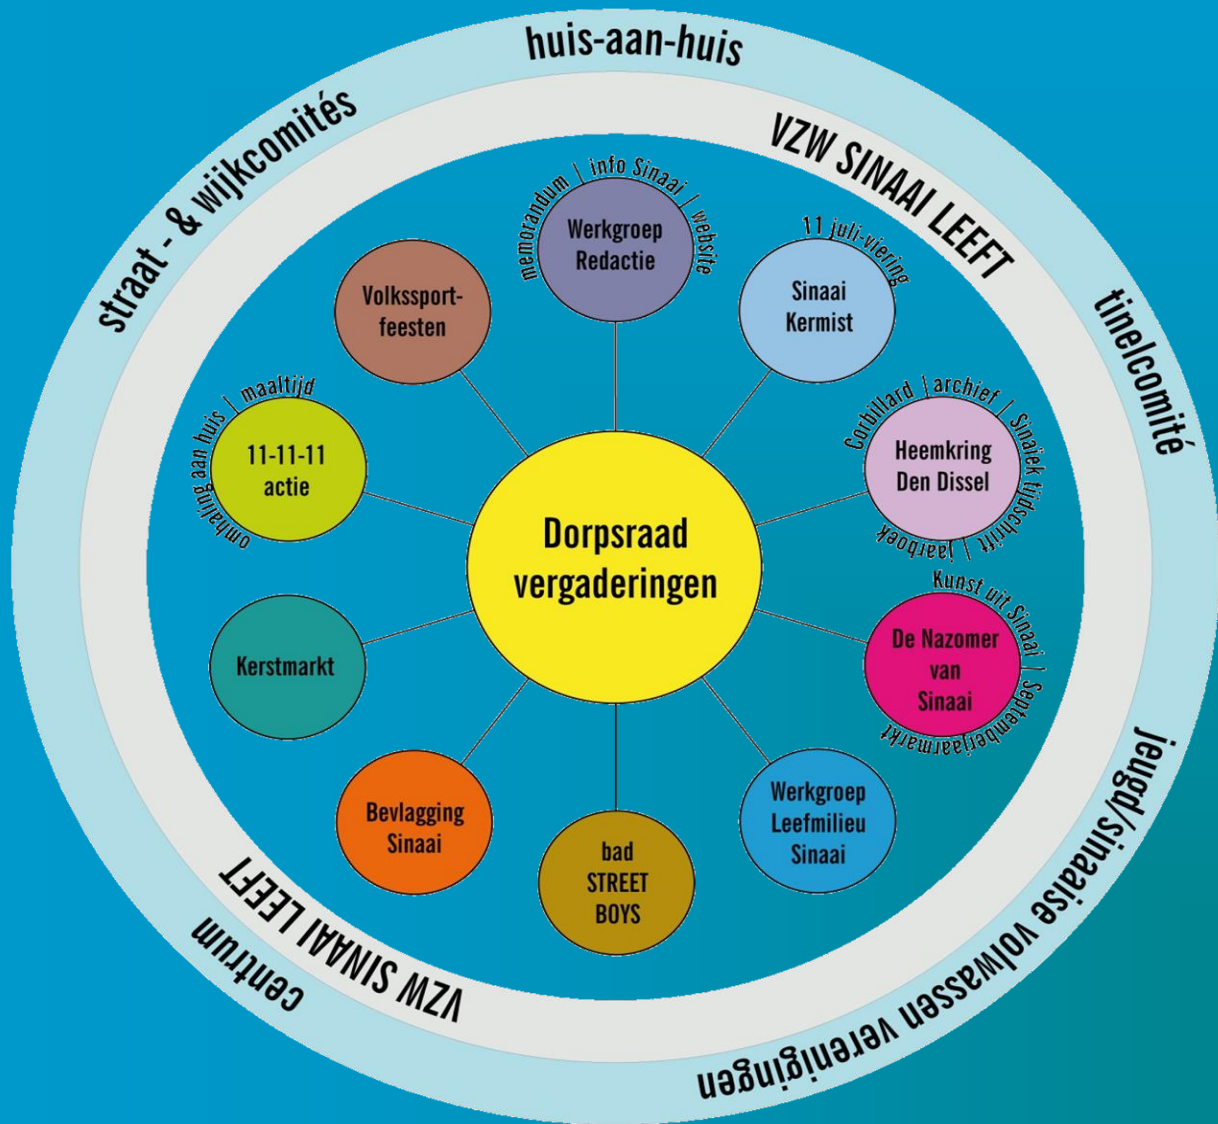 huis-aan-huis
straat - & wijkcomités
VZW SINAAI LEEFT
tinelcomité
jeugd/sinaaise volwassen verenigingen
centrum
VZW SINAAI LEEFT
memorandum | info Sinaai | website
Werkgroep
Redactie
11 juli-viering
Sinaai
Kermist
Corbillard | archief | Sinaiek tijdschrift | jaarboek
Heemkring
Den Dissel
Kunst uit Sinaai | Septemberjaarmarkt
De Nazomer
van
Sinaai
Werkgroep
Leefmilieu
Sinaai
bad
STREET
BOYS
Bevlagging
Sinaai
Kerstmarkt
omhaling aan huis | maaltijd
11-11-11
actie
Volkssport-
feesten
Dorpsraad
vergaderingen